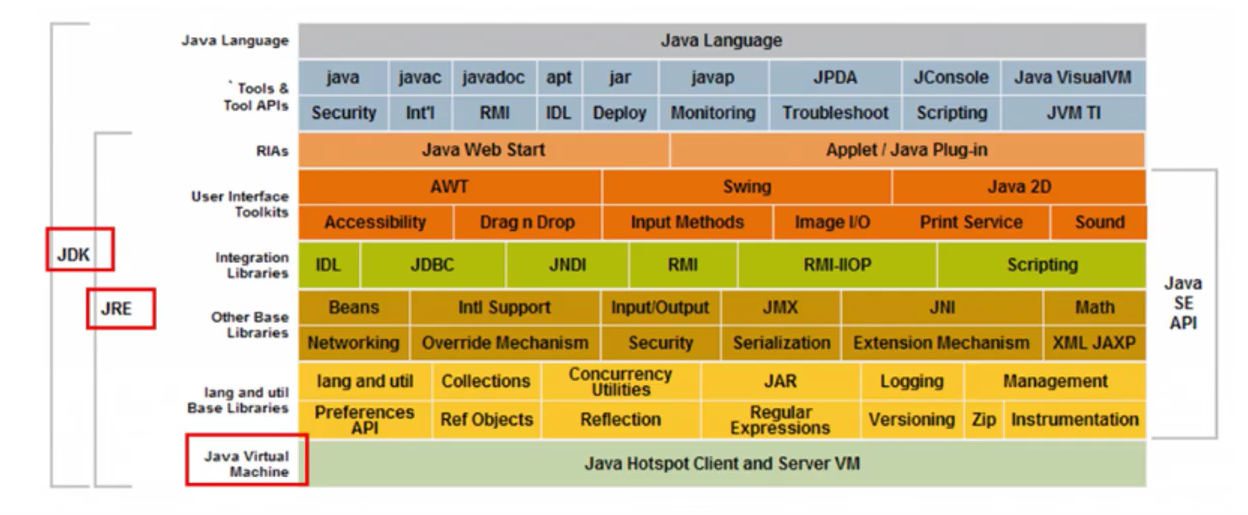 Java Language Java Language
` Tools & Tool APIs
java javac javadoc apt jar javap JPDA JConsole Java VisualVM
Security Int'l RMI IDL Deploy Monitoring Troubleshoot Scripting JVM TI
RIAs Java Web Start Applet / Java Plug-in
User Interface Toolkits
AWT Swing Java 2D
Accessibility Drag n Drop Input Methods Image I/O Print Service Sound
JDK
Integration Libraries
IDL JDBC JNDI RMI RMI-IIOP Scripting
JRE
Other Base Libraries
Beans Intl Support Input/Output JMX JNI Math
Networking Override Mechanism Security Serialization Extension Mechanism XML JAXP
Java
SE
API
lang and util Base Libraries
lang and util Collections Concurrency Utilities JAR Logging Management
Preferences API Ref Objects Reflection Regular Expressions Versioning Zip Instrumentation
Java Virtual Machine
Java Hotspot Client and Server VM